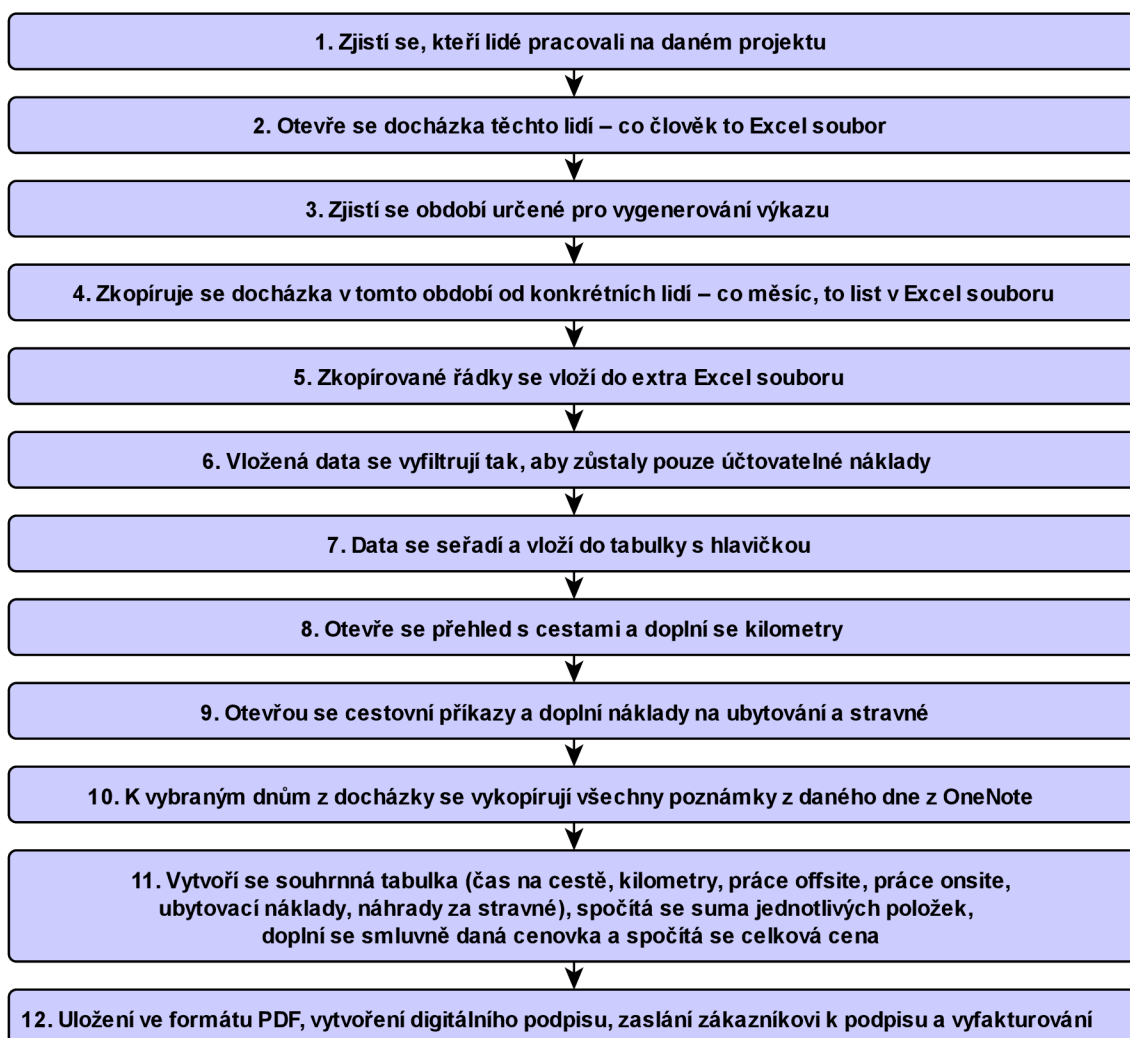 1. Zjistí se, kteří lidé pracovali na daném projektu
2. Otevře se docházka těchto lidí – co člověk to Excel soubor
3. Zjistí se období určené pro vygenerování výkazu
4. Zkopíruje se docházka v tomto období od konkrétních lidí – co měsíc, to list v Excel souboru
5. Zkopírované řádky se vloží do extra Excel souboru
6. Vložená data se vyfiltrují tak, aby zůstaly pouze účtovatelné náklady
7. Data se seřadí a vloží do tabulky s hlavičkou
8. Otevře se přehled s cestami a doplní se kilometry
9. Otevřou se cestovní příkazy a doplní náklady na ubytování a stravné
10. K vybraným dnům z docházky se vykopírují všechny poznámky z daného dne z OneNote
11. Vytvoří se souhrnná tabulka (čas na cestě, kilometry, práce offsite, práce onsite,
ubytovací náklady, náhrady za stravné), spočítá se suma jednotlivých položek,
doplní se smluvně daná cenovka a spočítá se celková cena
12. Uložení ve formátu PDF, vytvoření digitálního podpisu, zaslání zákazníkovi k podpisu a vyfakturování